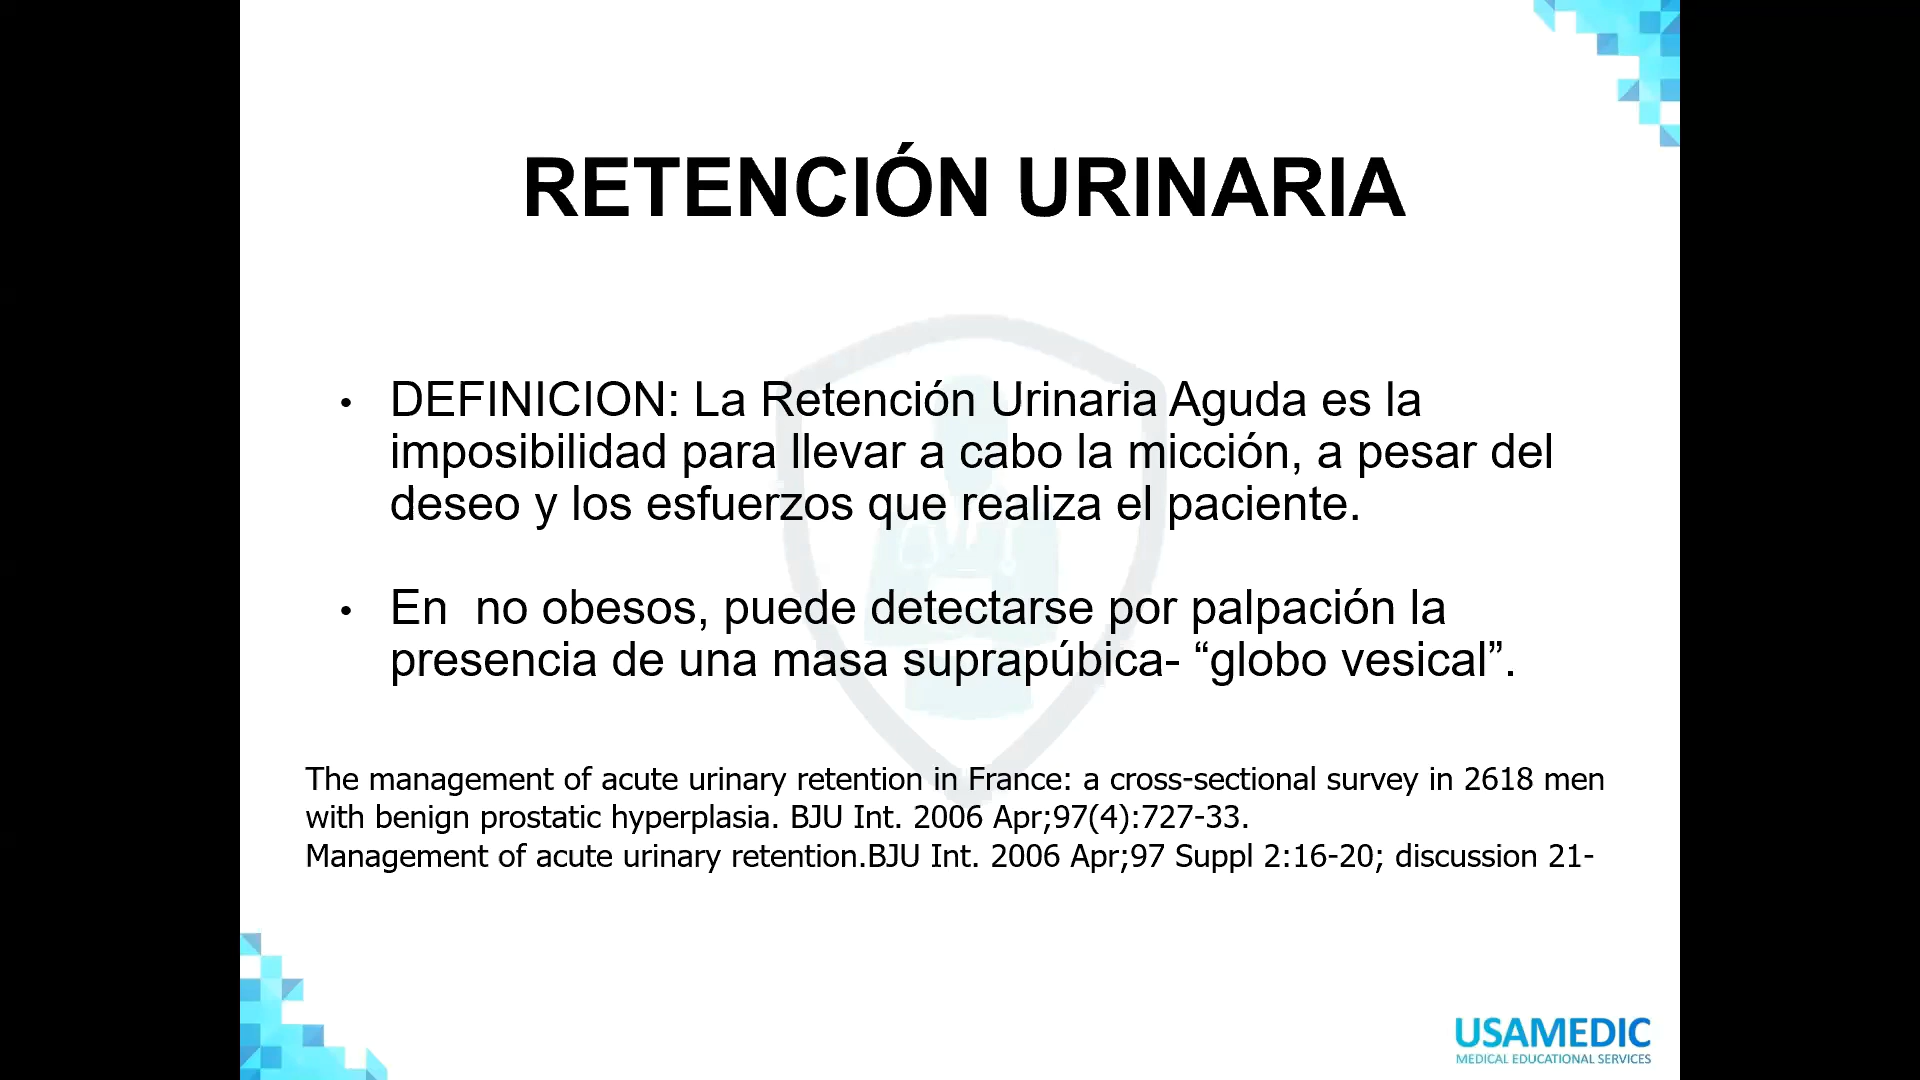 RETENCIÓN URINARIA
• DEFINICION: La Retención Urinaria Aguda es la
imposibilidad para llevar a cabo la micción, a pesar del
deseo y los esfuerzos que realiza el paciente.
• En  no obesos, puede detectarse por palpación la
presencia de una masa suprapúbica- “globo vesical”.
The management of acute urinary retention in France: a cross-sectional survey in 2618 men
with benign prostatic hyperplasia. BJU Int. 2006 Apr;97(4):727-33.
Management of acute urinary retention.BJU Int. 2006 Apr;97 Suppl 2:16-20; discussion 21-
USAMEDIC
MEDICAL EDUCATIONAL SERVICES